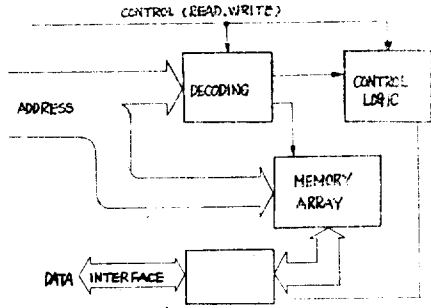 CONTROL (READ, WRITE)
DECODING
CONTROL
LOGIC
ADDRESS
MEMORY
ARRAY
DATA INTERFACE